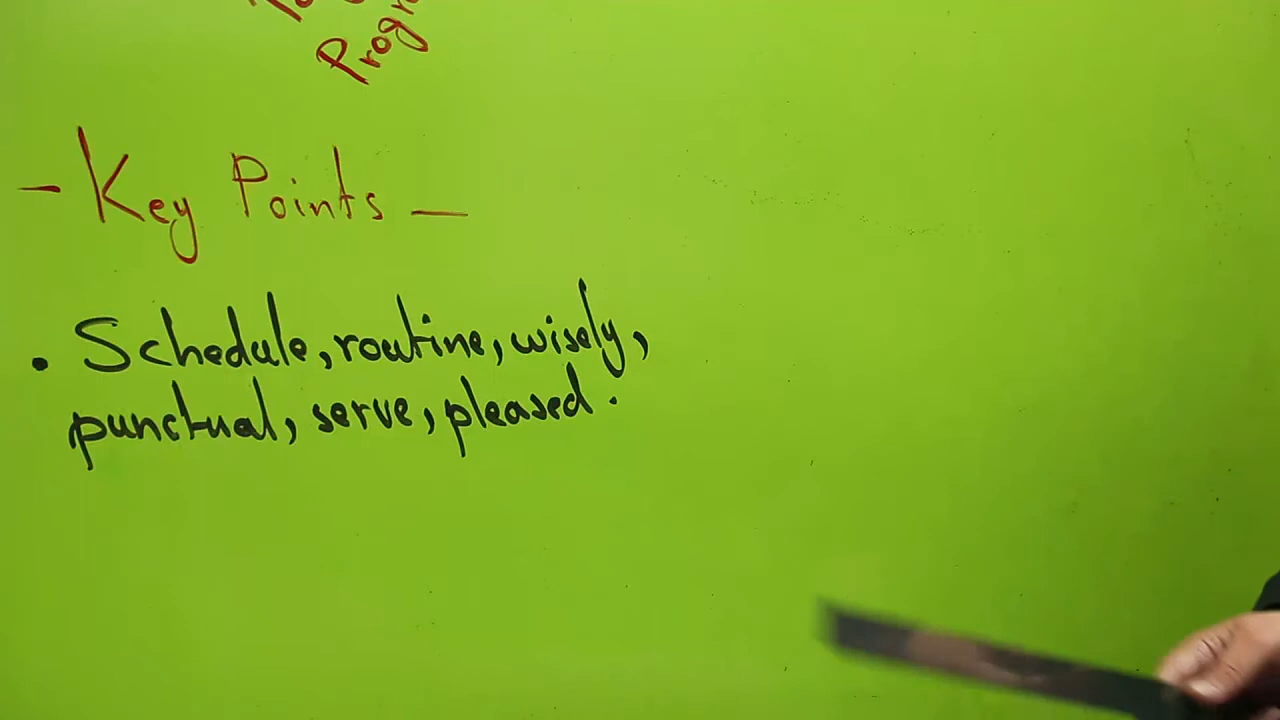 - Key Points -
• Schedule, routine, wisely,
punctual, serve, pleased.